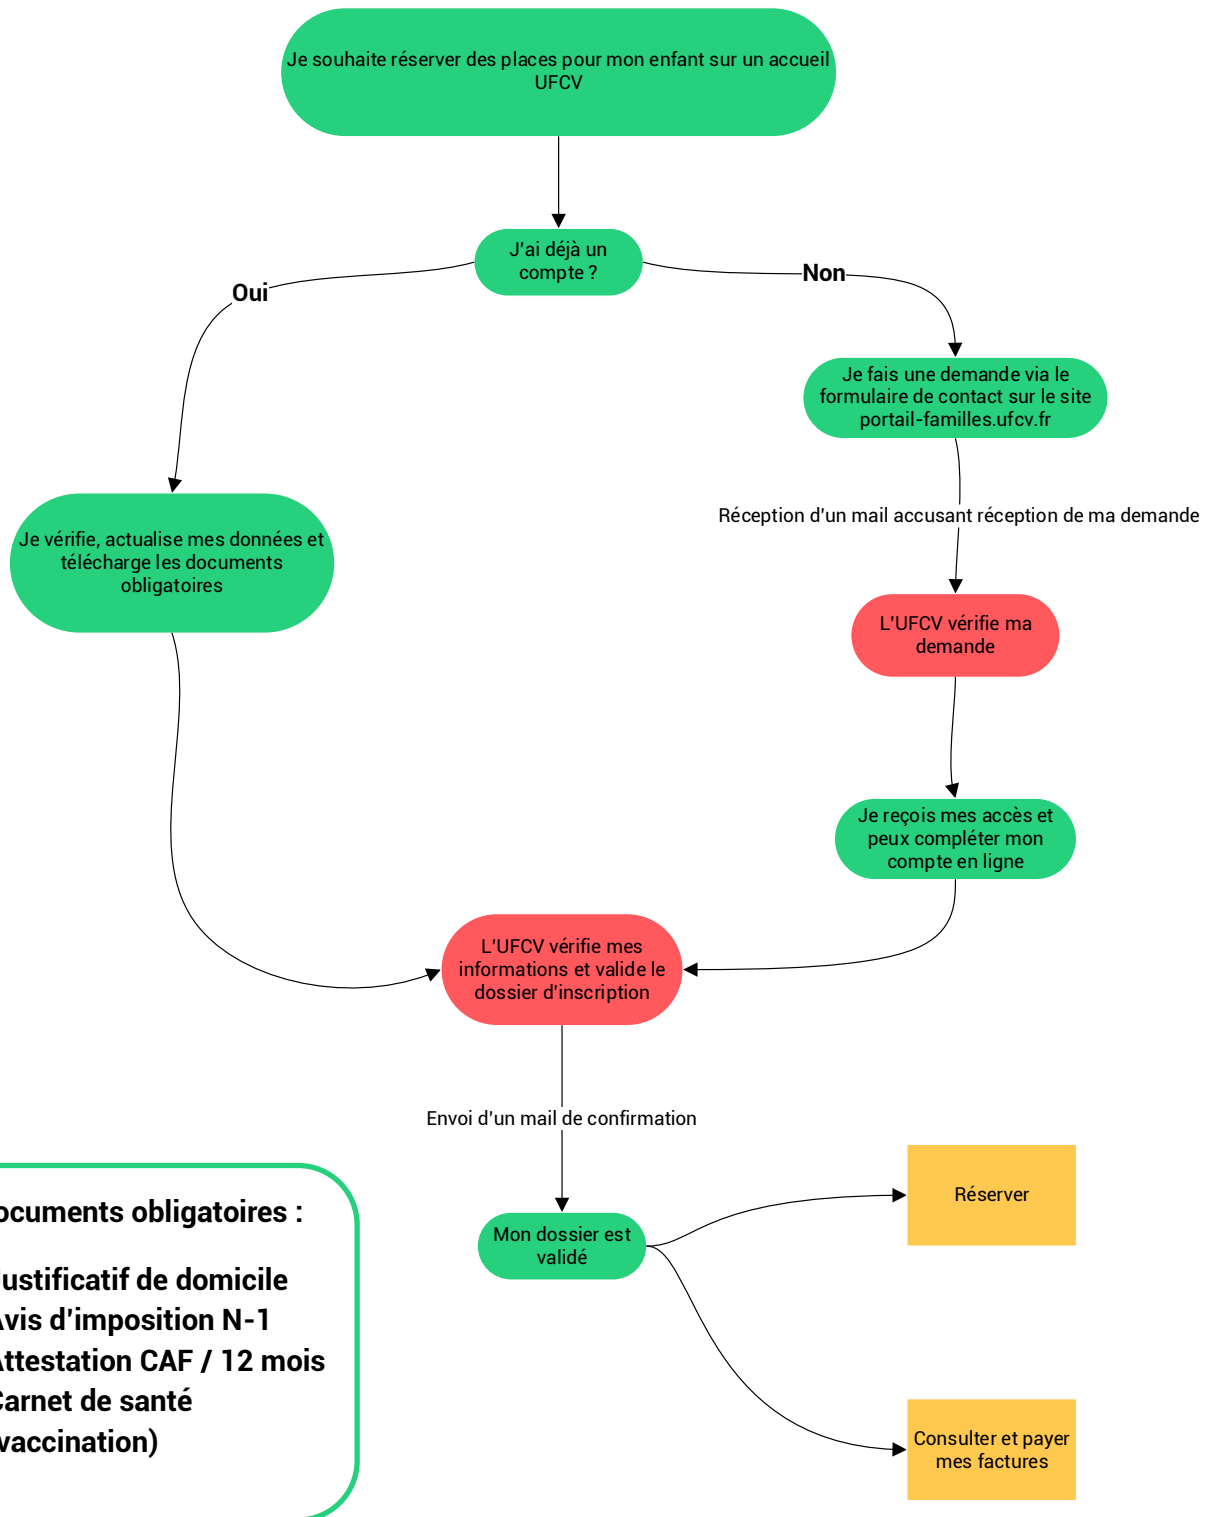 Je souhaite réserver des places pour mon enfant sur un accueil
UFCV
J'ai déjà un
compte ?
Oui
Non
Je fais une demande via le
formulaire de contact sur le site
portail-familles.ufcv.fr
Réception d'un mail accusant réception de ma demande
Je vérifie, actualise mes données et
télécharge les documents
obligatoires
L'UFCV vérifie ma
demande
Je reçois mes accès et
peux compléter mon
compte en ligne
L'UFCV vérifie mes
informations et valide le
dossier d'inscription
Envoi d'un mail de confirmation
Mon dossier est
validé
Réserver
Consulter et payer
mes factures
ocuments obligatoires :
Justificatif de domicile
Avis d'imposition N-1
Attestation CAF / 12 mois
Carnet de santé
vaccination)